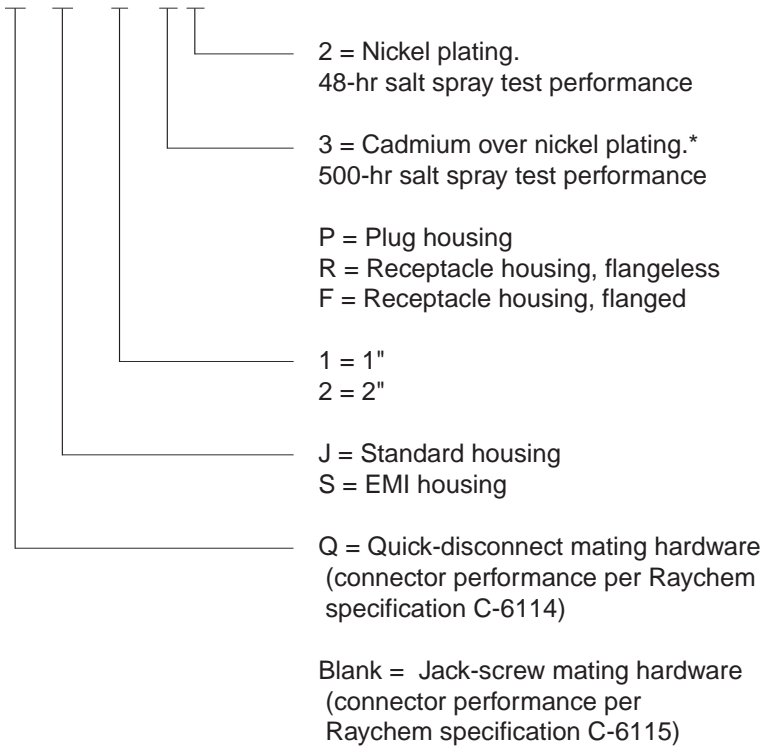 2 = Nickel plating.
48-hr salt spray test performance
3 = Cadmium over nickel plating.*
500-hr salt spray test performance
P = Plug housing
R = Receptacle housing, flangeless
F = Receptacle housing, flanged
1 = 1"
2 = 2"
J = Standard housing
S = EMI housing
Q = Quick-disconnect mating hardware
(connector performance per Raychem
specification C-6114)
Blank = Jack-screw mating hardware
(connector performance per
Raychem specification C-6115)